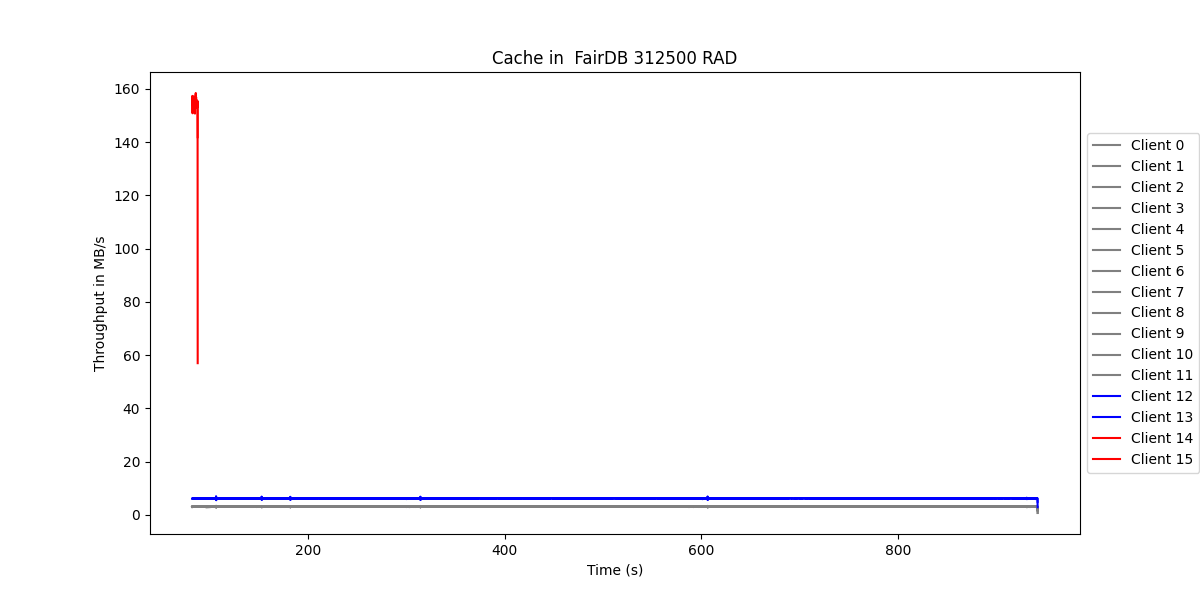 Cache in  FairDB 312500 RAD
Throughput in MB/s
160
140
120
100
80
60
40
20
0
200
400
600
800
Time (s)
Client 0
Client 1
Client 2
Client 3
Client 4
Client 5
Client 6
Client 7
Client 8
Client 9
Client 10
Client 11
Client 12
Client 13
Client 14
Client 15